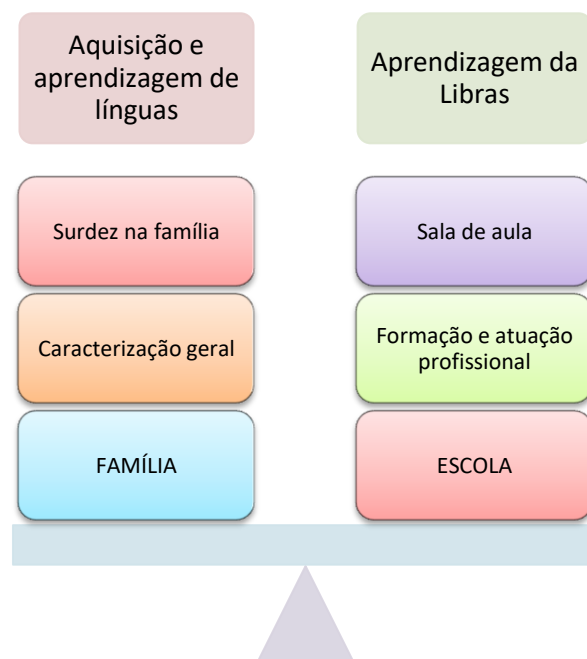 Aquisição e
aprendizagem de
línguas
Aprendizagem da
Libras
Surdez na família
Sala de aula
Caracterização geral
Formação e atuação
profissional
FAMÍLIA
ESCOLA